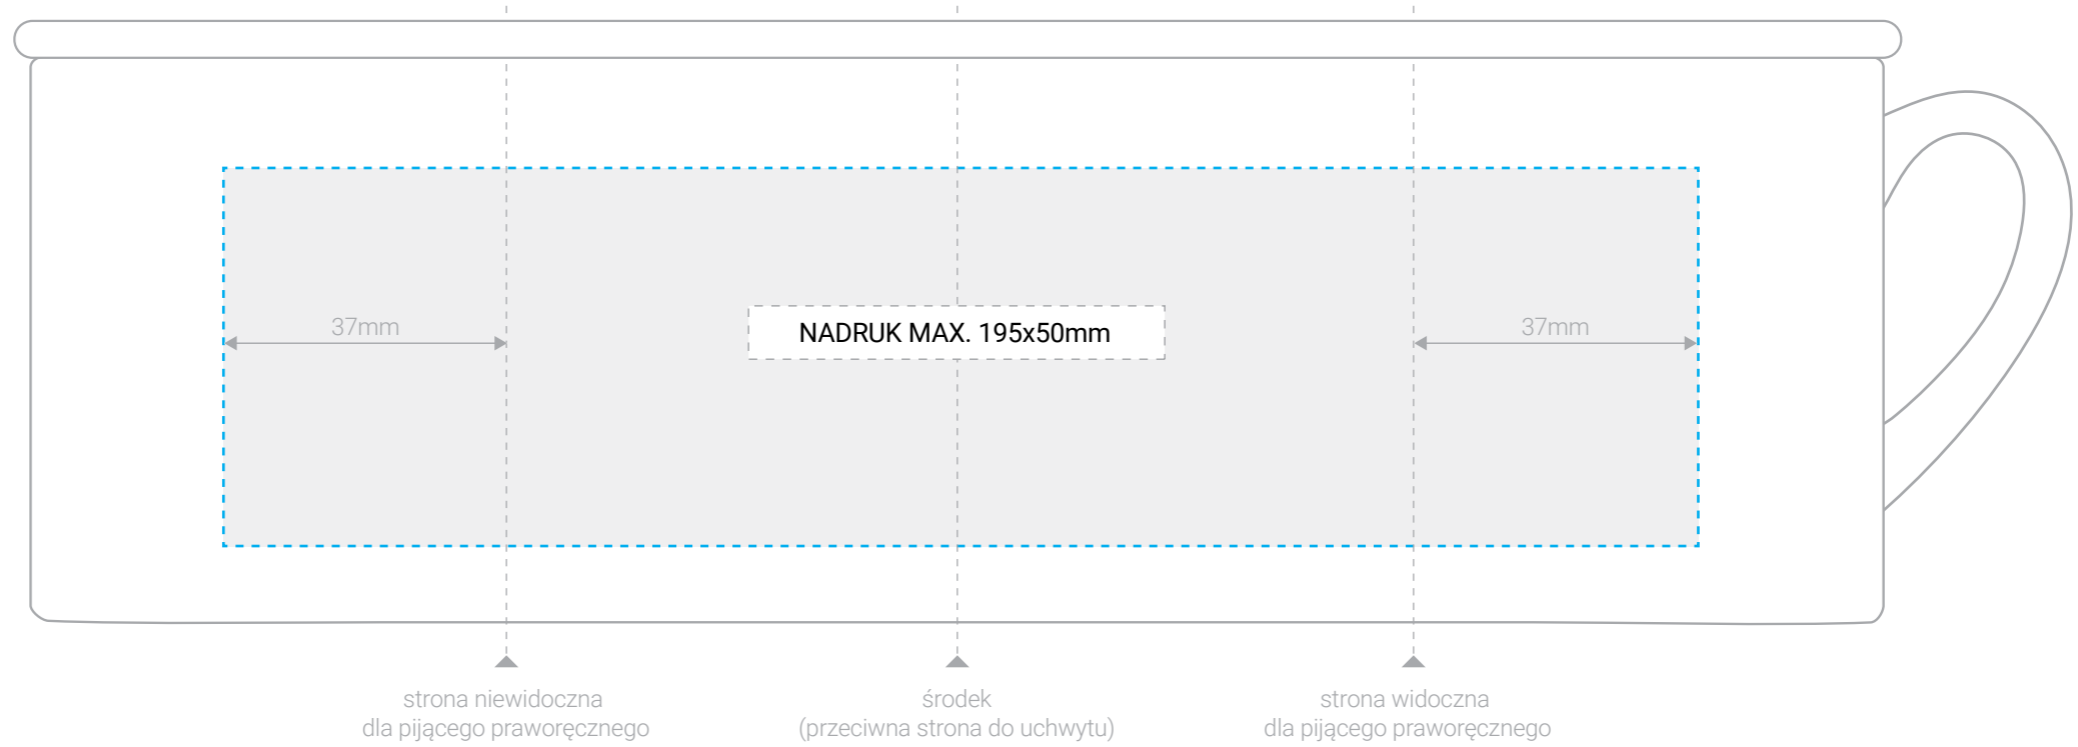 37mm
NADRUK MAX. 195x50mm
37mm
strona niewidoczna
dla pijącego praworęcznego
środek
(przeciwna strona do uchwytu)
strona widoczna
dla pijącego praworęcznego